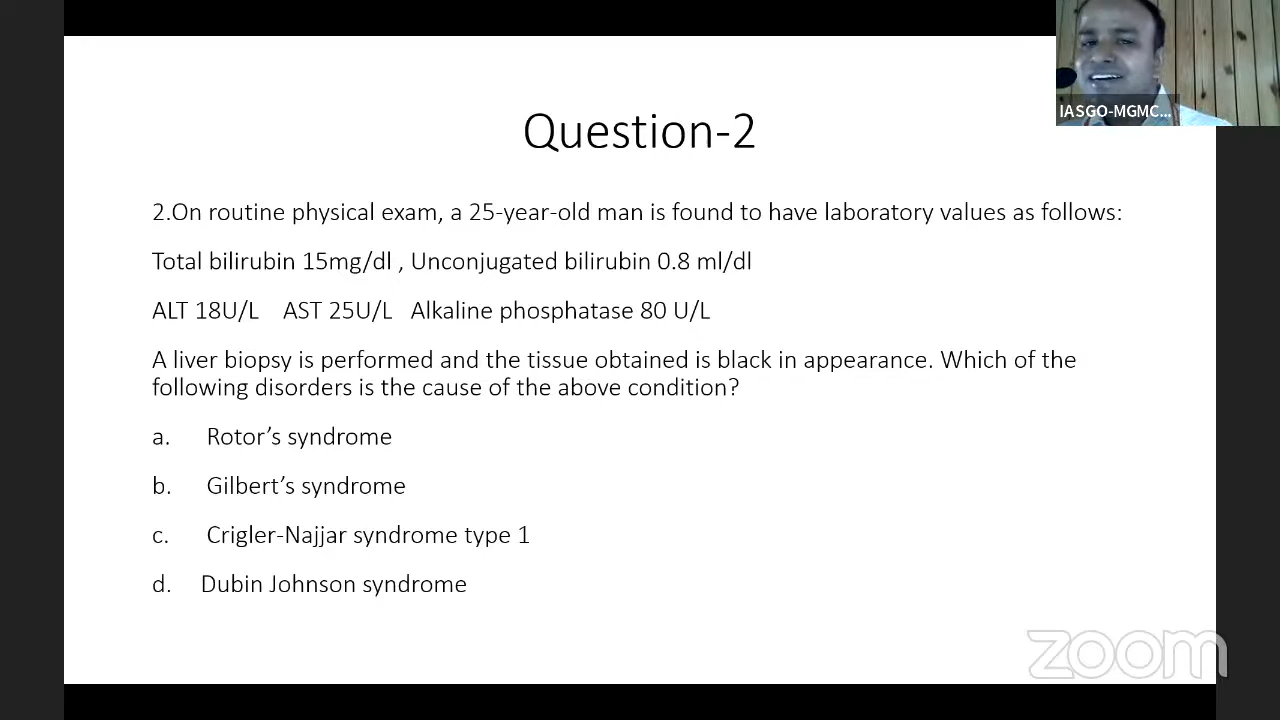 IASGO-MGMC...
Question-2
2.On routine physical exam, a 25-year-old man is found to have laboratory values as follows:
Total bilirubin 15mg/dl , Unconjugated bilirubin 0.8 ml/dl
ALT 18U/L AST 25U/L Alkaline phosphatase 80 U/L
A liver biopsy is performed and the tissue obtained is black in appearance. Which of the
following disorders is the cause of the above condition?
a. Rotor’s syndrome
b. Gilbert’s syndrome
c. Crigler-Najjar syndrome type 1
d. Dubin Johnson syndrome
zoom